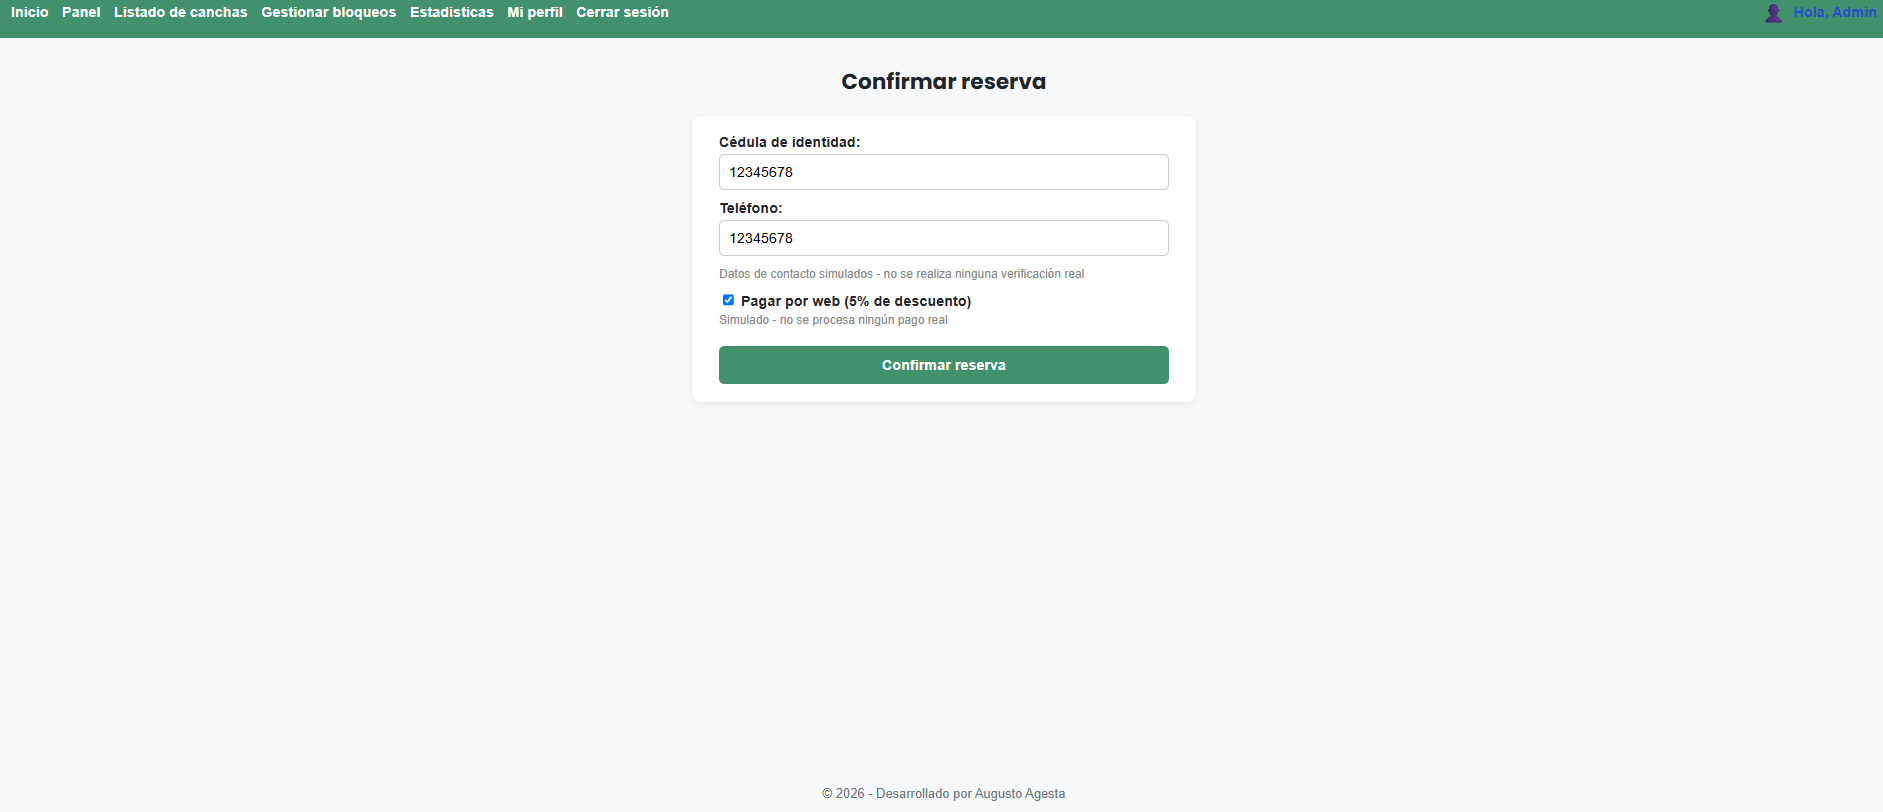 Inicio Panel Listado de canchas Gestionar bloqueos Estadisticas Mi perfil Cerrar sesión Hola, Admin
Confirmar reserva
Cédula de identidad:
12345678
Teléfono:
12345678
Datos de contacto simulados - no se realiza ninguna verificación real
Pagar por web (5% de descuento)
Simulado - no se procesa ningún pago real
Confirmar reserva
© 2026 - Desarrollado por Augusto Agesta